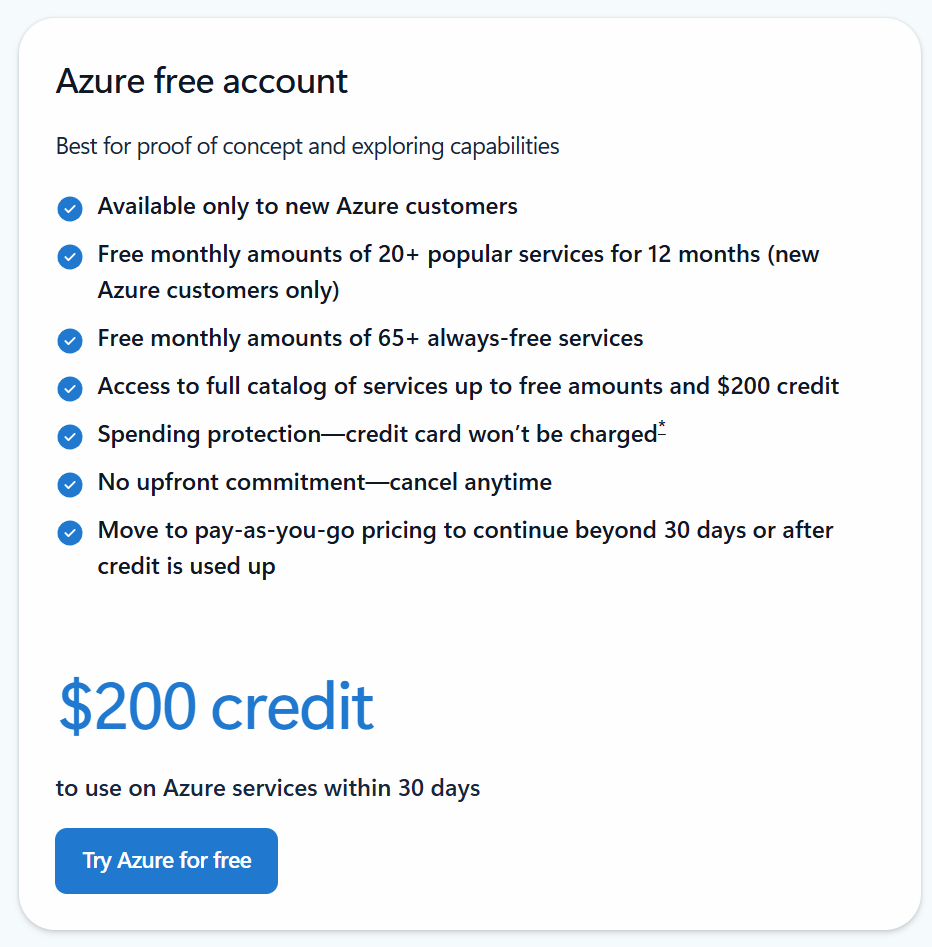 Azure free account
Best for proof of concept and exploring capabilities
Available only to new Azure customers
Free monthly amounts of 20+ popular services for 12 months (new
Azure customers only)
Free monthly amounts of 65+ always-free services
Access to full catalog of services up to free amounts and $200 credit
Spending protection—credit card won’t be charged*
No upfront commitment—cancel anytime
Move to pay-as-you-go pricing to continue beyond 30 days or after
credit is used up
$200 credit
to use on Azure services within 30 days
Try Azure for free